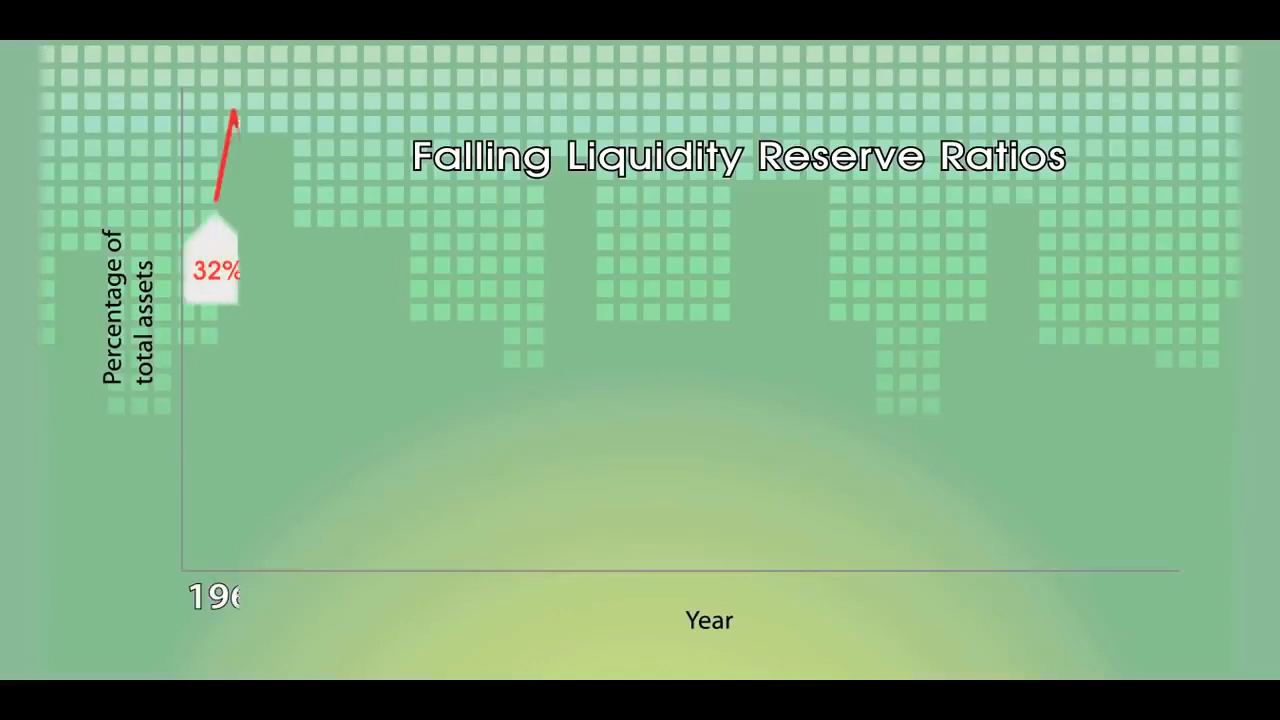 Falling Liquidity Reserve Ratios
Percentage of
total assets
32%
196
Year